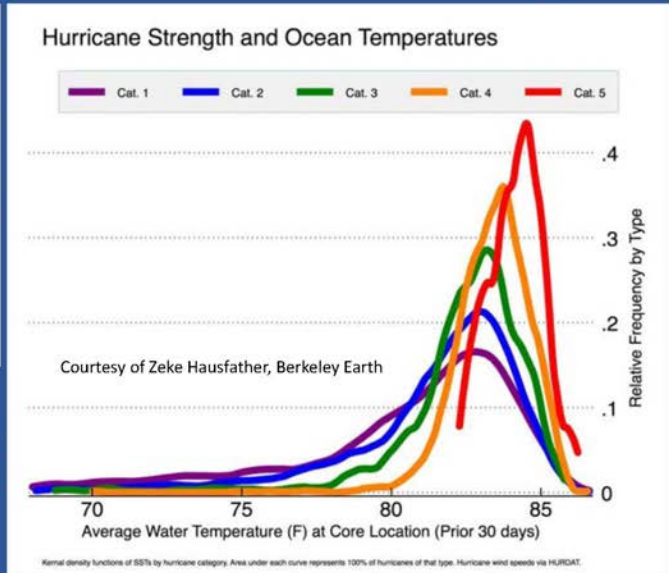 Hurricane Strength and Ocean Temperatures
Cat. 1 Cat. 2 Cat. 3 Cat. 4 Cat. 5
.4
.3
.2
.1
0
Relative Frequency by Type
Courtesy of Zeke Hausfather, Berkeley Earth
70 75 80 85
Average Water Temperature (F) at Core Location (Prior 30 days)
Kernal density functions of SSTs by hurricane category. Area under each curve represents 100% of hurricanes of that type. Hurricane wind speeds via HURDAT.